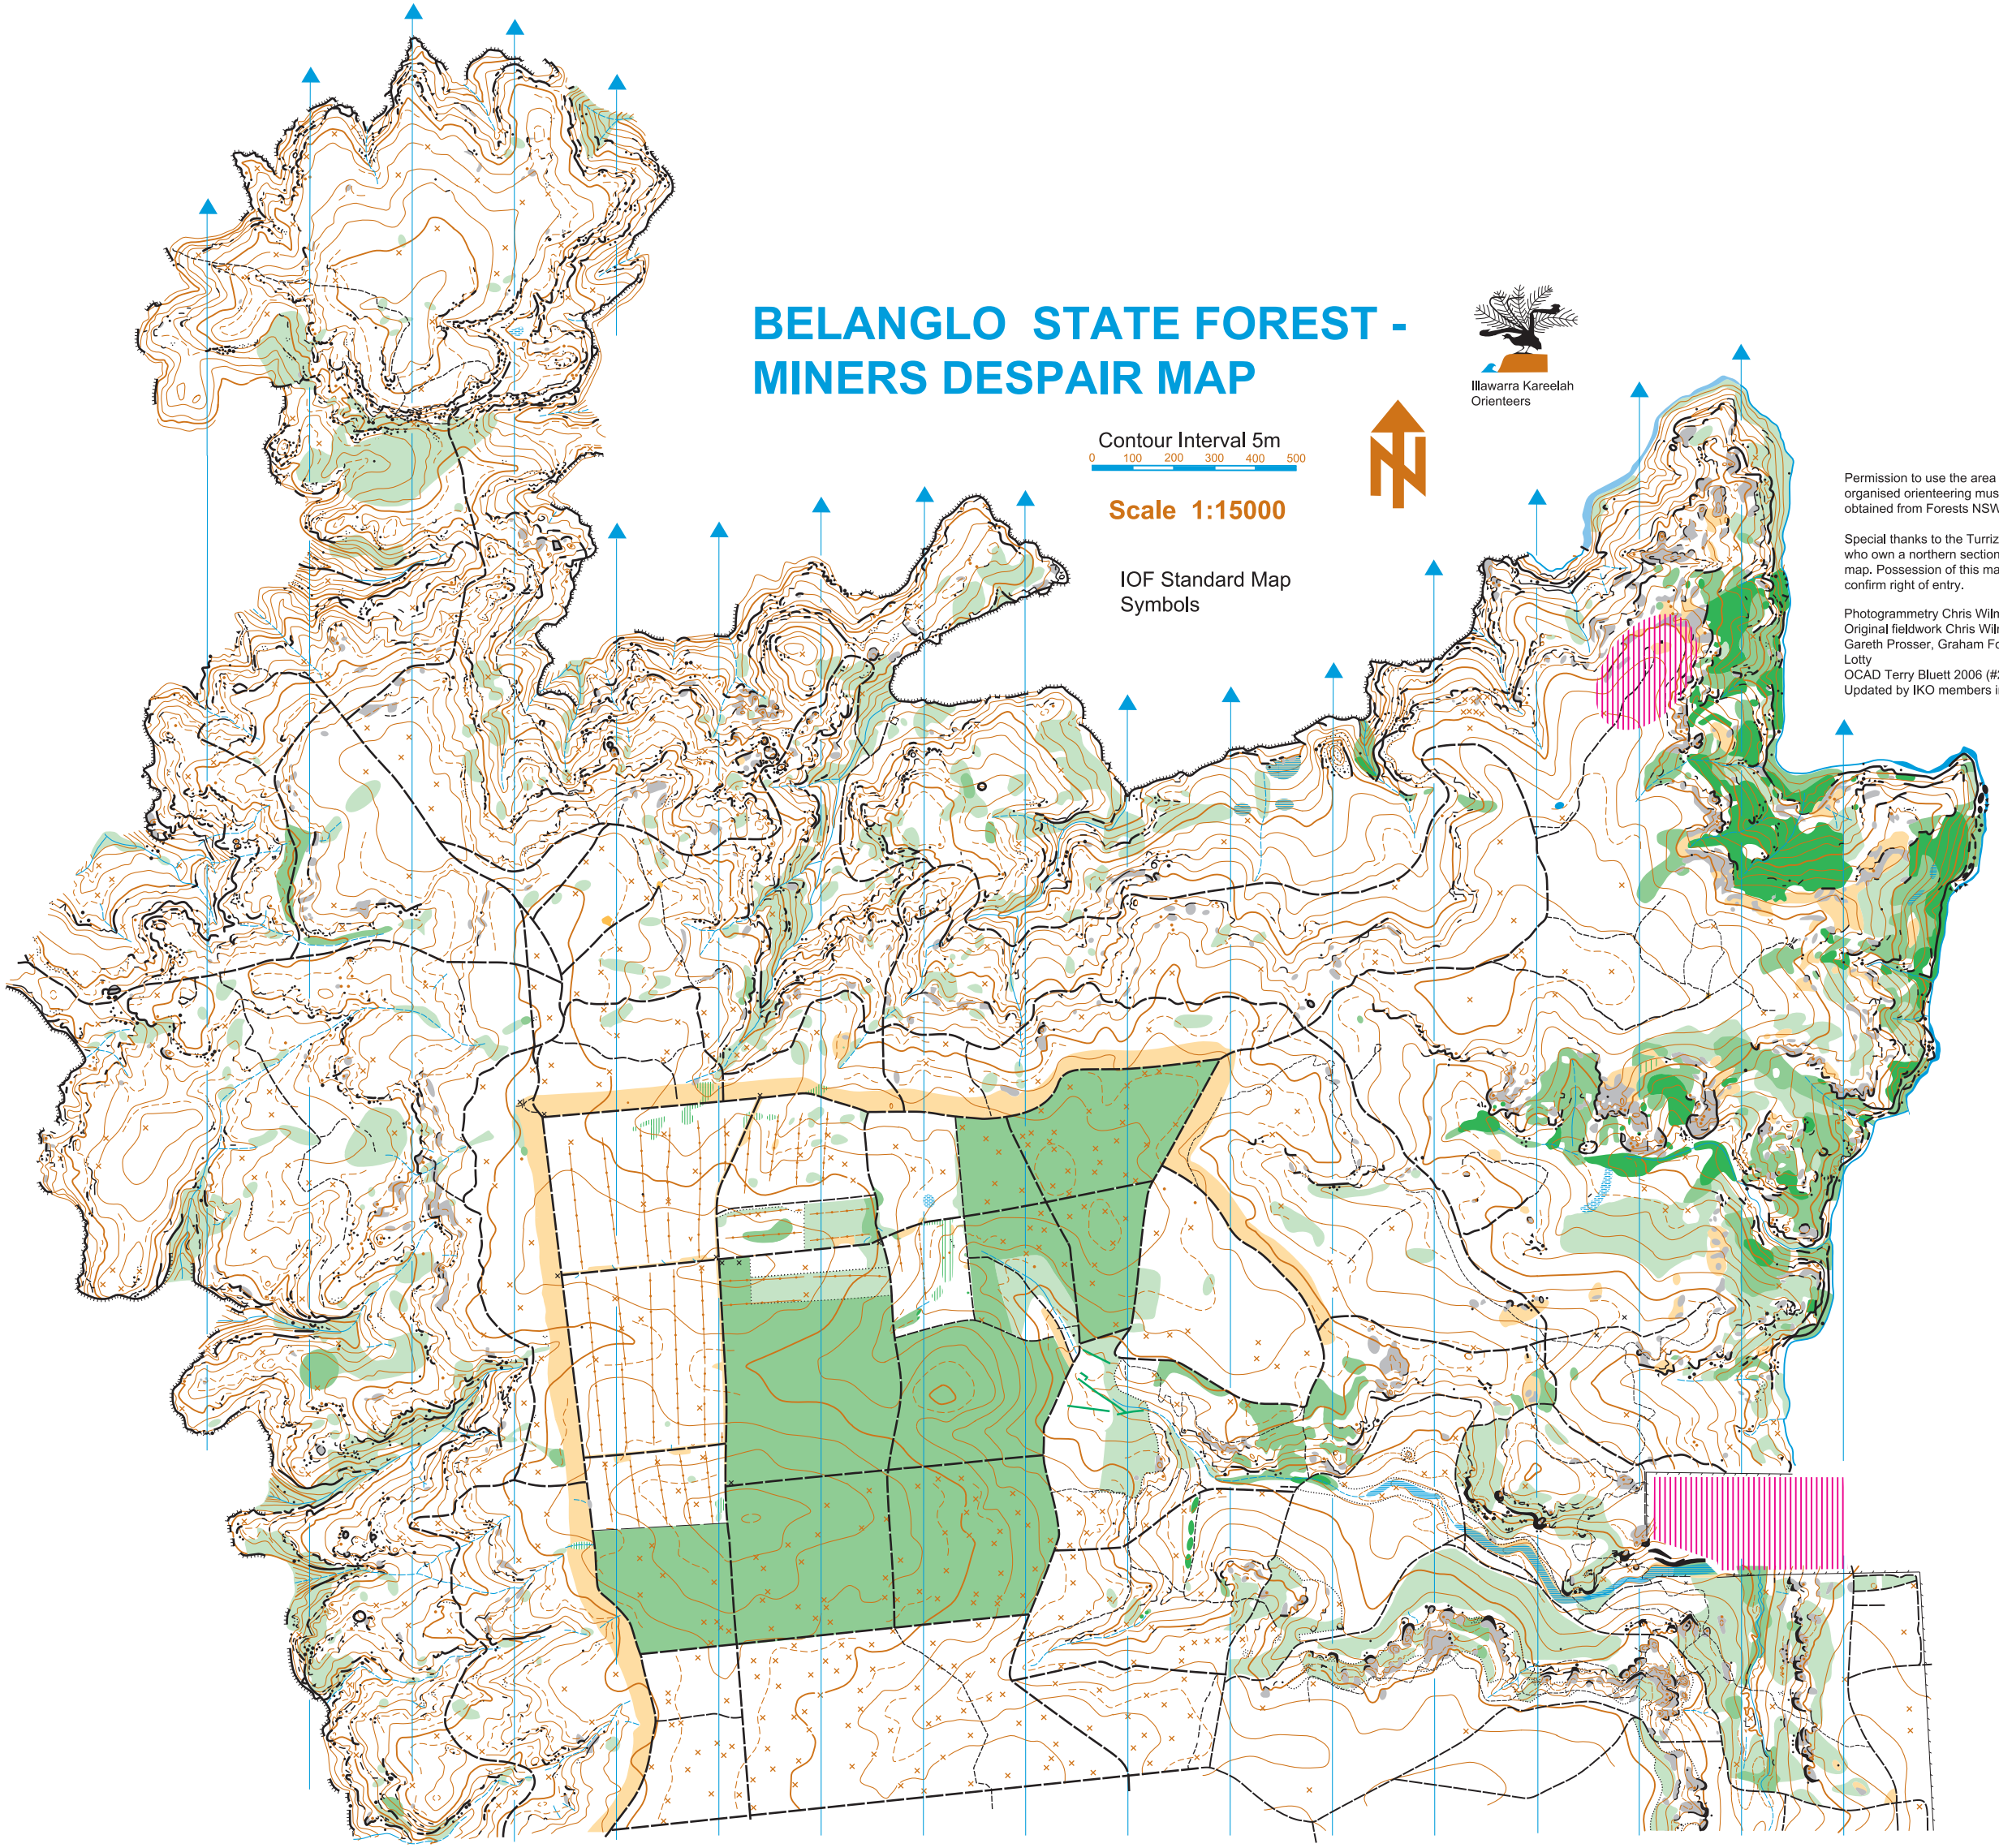 BELANGLO STATE FOREST -
MINERS DESPAIR MAP
Illawarra Kareelah
Orienteers
Contour Interval 5m
0 100 200 300 400 500
Scale 1:15000
IOF Standard Map
Symbols
N
Permission to use the area
organised orienteering mus
obtained from Forests NSW
Special thanks to the Turriz
who own a northern section
map. Possession of this ma
confirm right of entry.
Photogrammetry Chris Wiln
Original fieldwork Chris Wiln
Gareth Prosser, Graham Fo
Lotty
OCAD Terry Bluett 2006 (#2
Updated by IKO members i